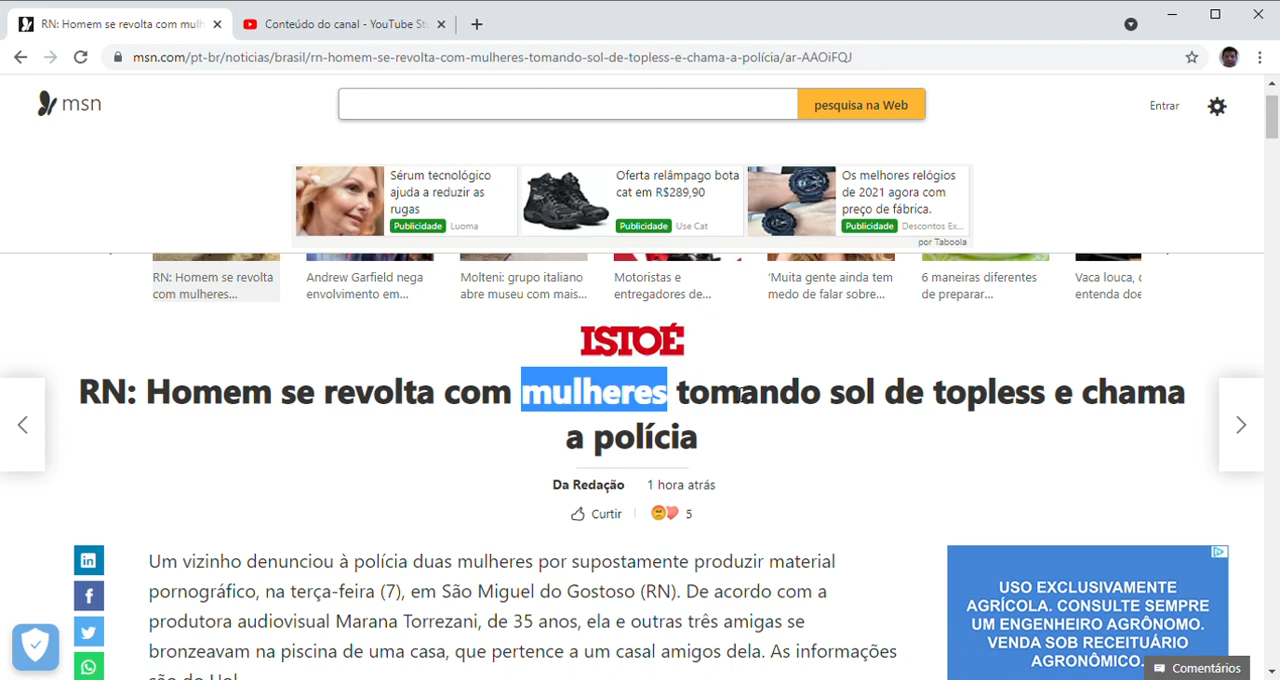 RN: Homem se revolta com mulh
Conteúdo do canal - YouTube St
msn.com/pt-br/noticias/brasil/rn-homem-se-revolta-com-mulheres-tomando-sol-de-topless-e-chama-a-polícia/ar-AAOiFQJ
msn
pesquisa na Web
Entrar
Sérum tecnológico
ajuda a reduzir as
rugas
Publicidade Luoma
Oferta relâmpago bota
cat em R$289,90
Publicidade Use Cat
Os melhores relógios
de 2021 agora com
preço de fábrica.
Publicidade Descontos Ex...
por Taboola
RN: Homem se revolta
com mulheres...
Andrew Garfield nega
envolvimento em...
Molteni: grupo italiano
abre museu com mais...
Motoristas e
entregadores de...
‘Muita gente ainda tem
medo de falar sobre...
6 maneiras diferentes
de preparar...
Vaca louca,
entenda doe
ISTOÉ
RN: Homem se revolta com mulheres tomando sol de topless e chama
a polícia
Da Redação 1 hora atrás
Curtir 5
Um vizinho denunciou à polícia duas mulheres por supostamente produzir material
pornográfico, na terça-feira (7), em São Miguel do Gostoso (RN). De acordo com a
produtora audiovisual Marana Torrezani, de 35 anos, ela e outras três amigas se
bronzeavam na piscina de uma casa, que pertence a um casal amigos dela. As informações
são do Uol
in
f
USO EXCLUSIVAMENTE
AGRÍCOLA. CONSULTE SEMPRE
UM ENGENHEIRO AGRÔNOMO.
VENDA SOB RECEITUÁRIO
AGRONÔMICO.
Comentários